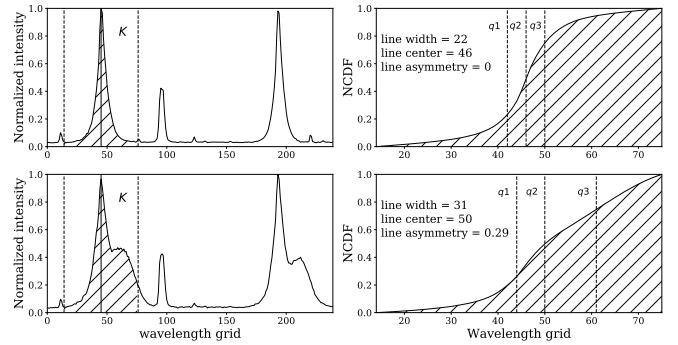 Normalized intensity
1.0
0.8
0.6
0.4
0.2
0.0
K
0 50 100 150 200
NCDF
1.0
0.8
0.6
0.4
0.2
0.0
q1 q2 q3
line width = 22
line center = 46
line asymmetry = 0
20 30 40 50 60 70
Normalized intensity
1.0
0.8
0.6
0.4
0.2
0.0
K
0 50 100 150 200
wavelength grid
NCDF
1.0
0.8
0.6
0.4
0.2
0.0
q1 q2 q3
line width = 31
line center = 50
line asymmetry = 0.29
20 30 40 50 60 70
Wavelength grid